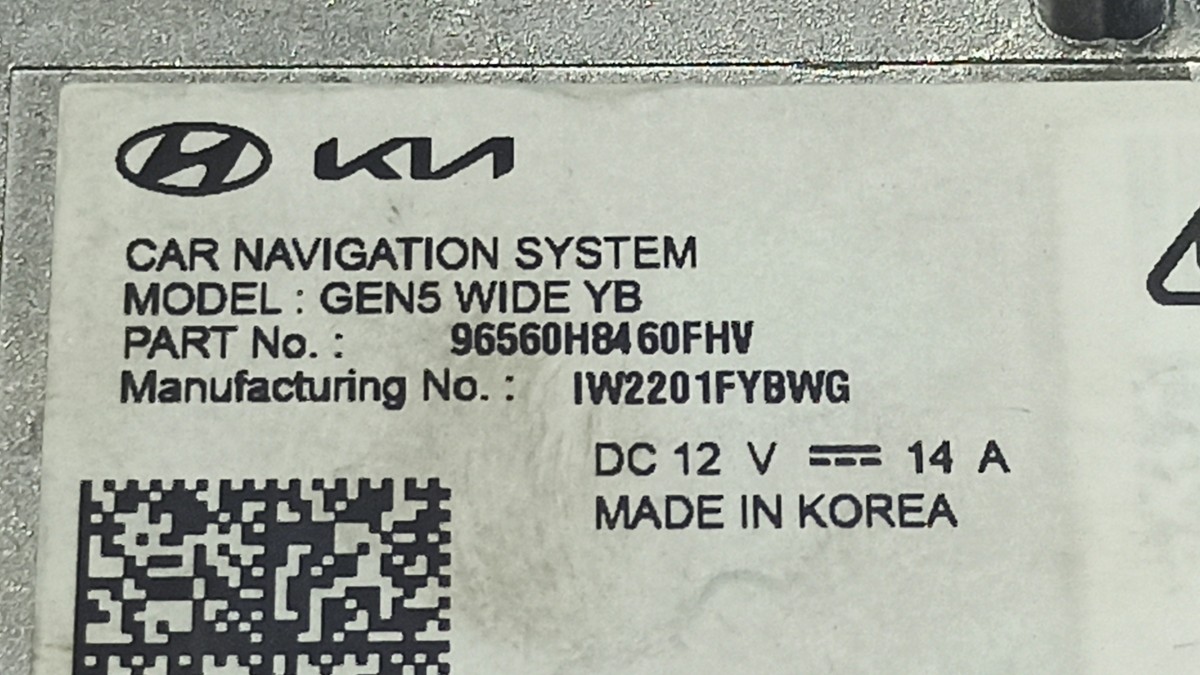 KIA
CAR NAVIGATION SYSTEM
MODEL : GEN5 WIDE YB
PART No. : 96560H8460FHV
Manufacturing No. : IW2201FYBWG
DC 12 V ⎓ 14 A
MADE IN KOREA